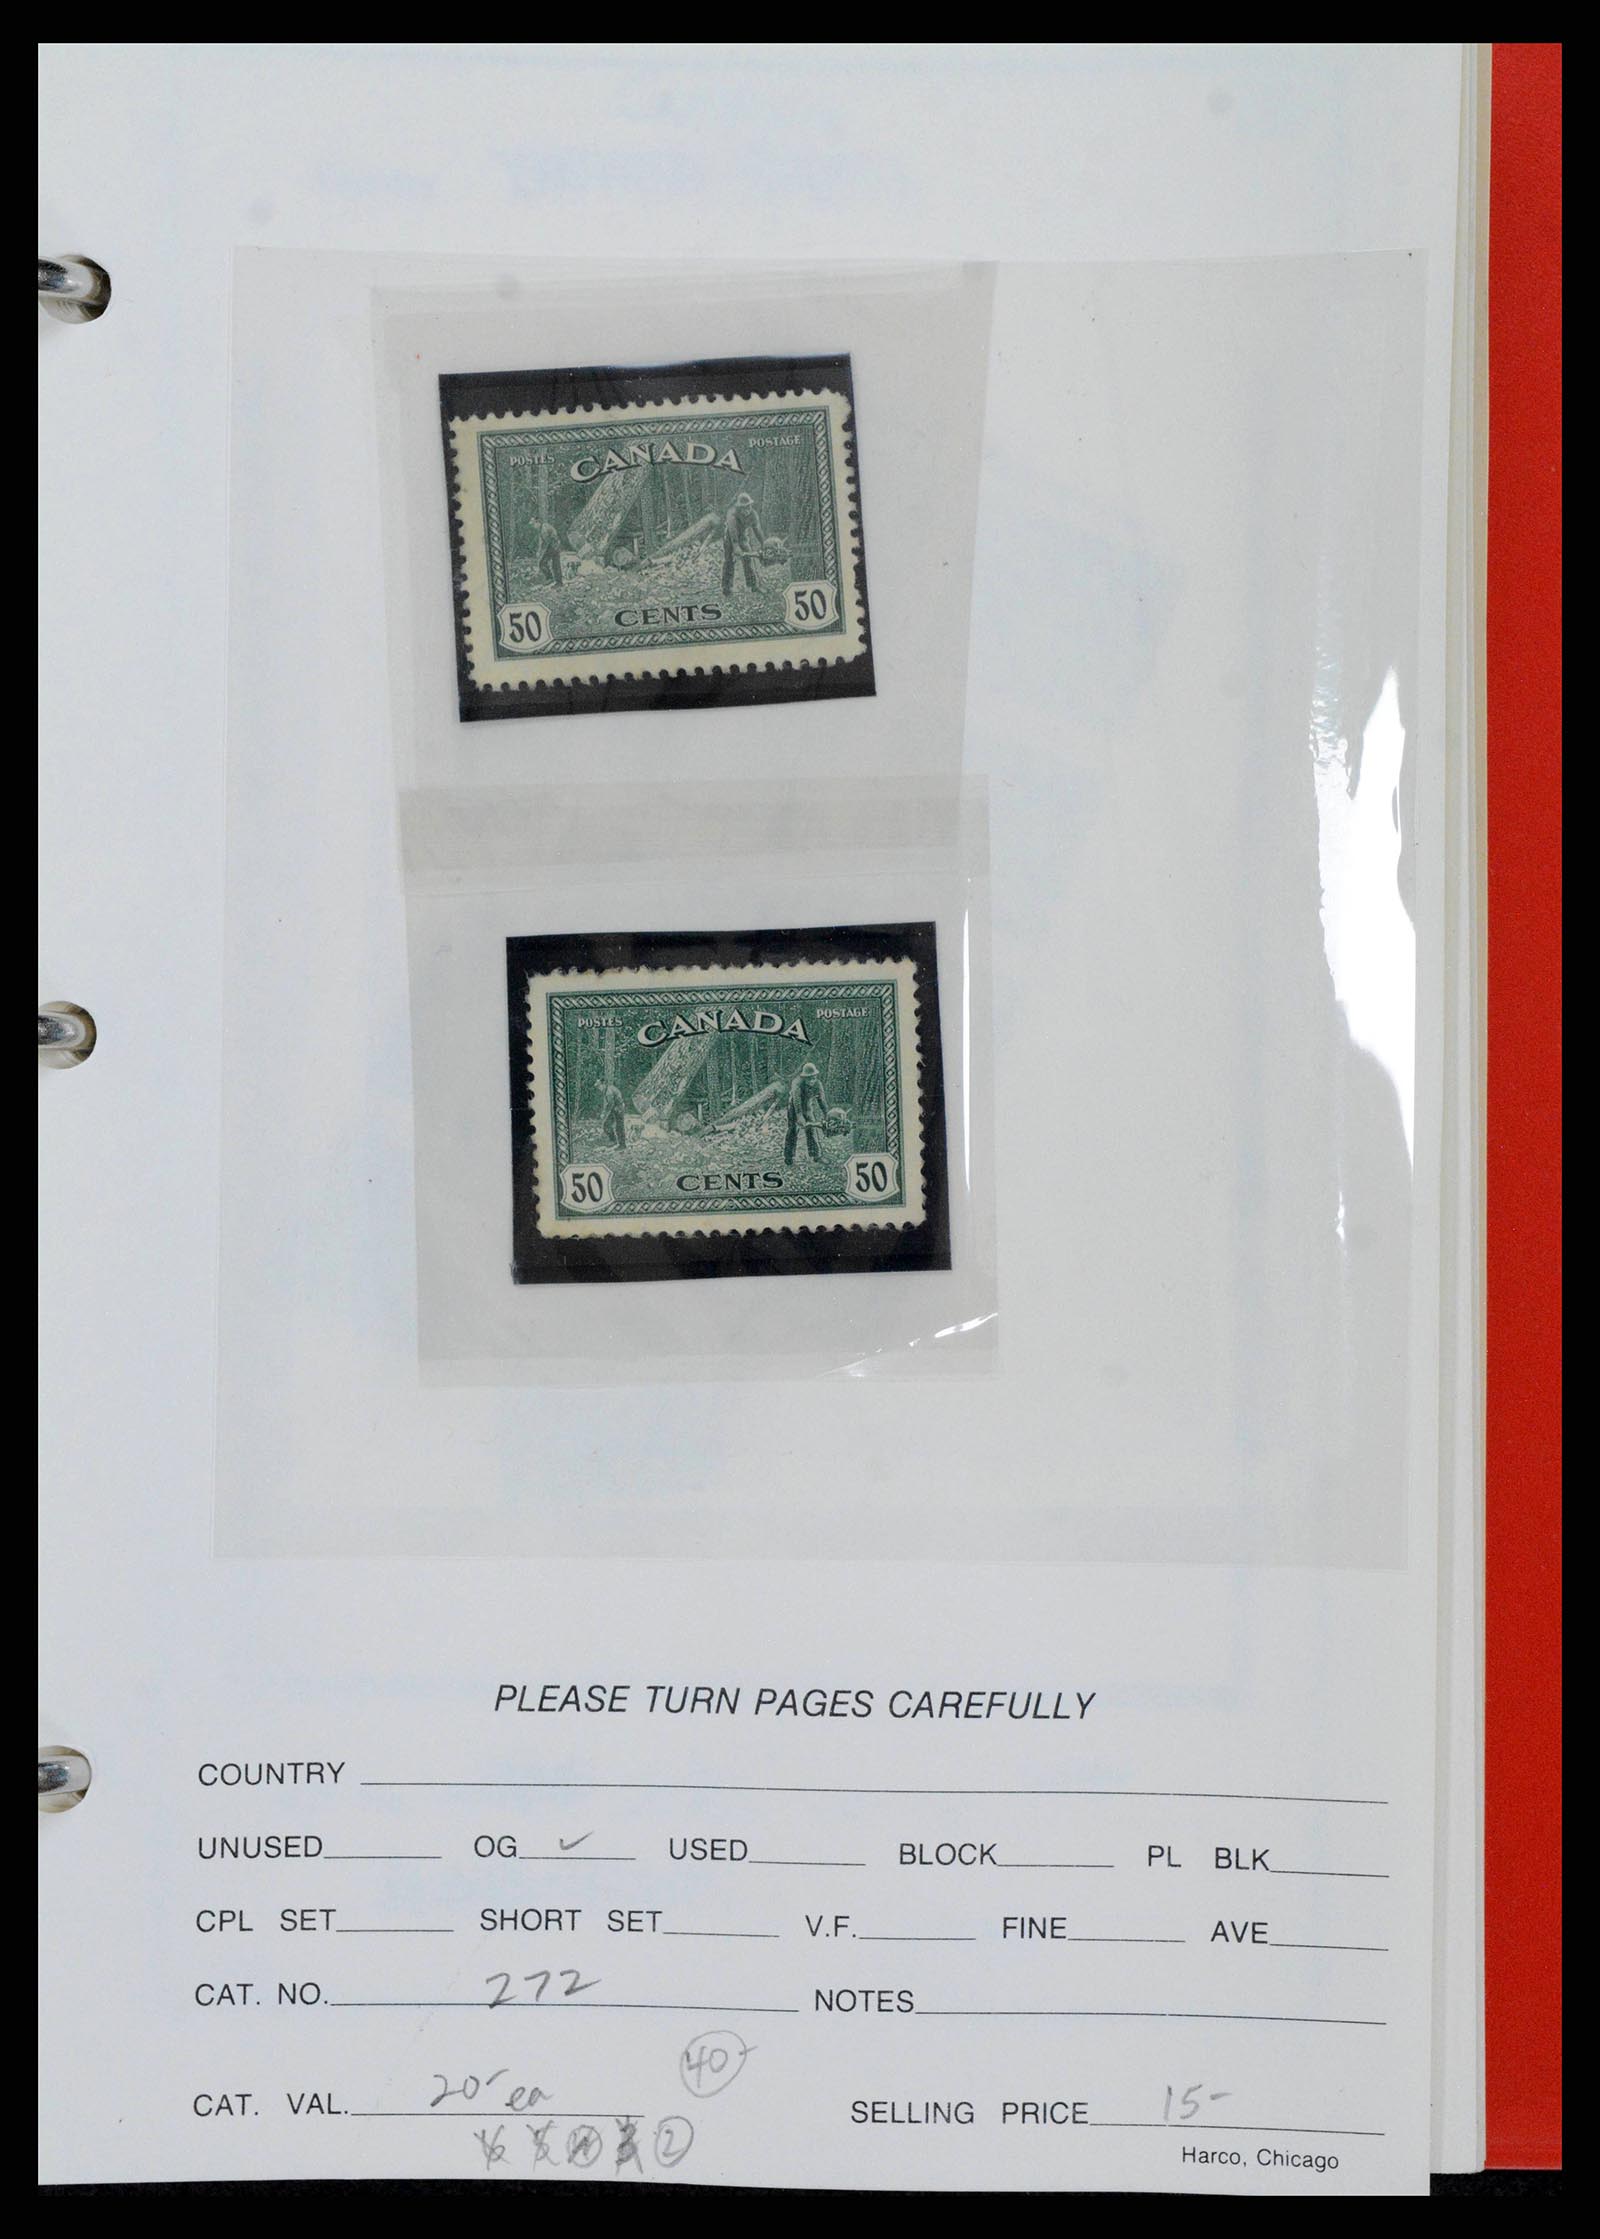 POSTES CANADA POSTAGE
50 CENTS 50
POSTES CANADA POSTAGE
50 CENTS 50
PLEASE TURN PAGES CAREFULLY
COUNTRY
UNUSED OG ✓ USED BLOCK PL BLK
CPL SET SHORT SET V.F. FINE AVE
CAT. NO. 272 NOTES
40-
CAT. VAL. 20- ea SELLING PRICE 15-
2
Harco, Chicago